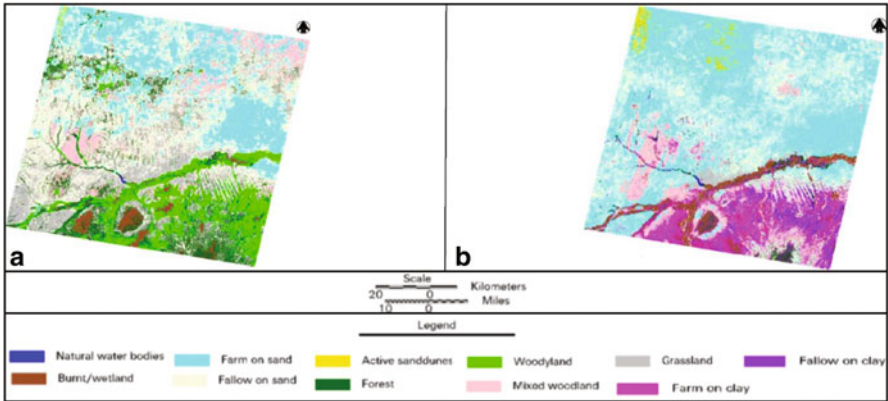 a
b
Scale
20 0 Kilometers
10 0 Miles
Legend
Natural water bodies Farm on sand Active sanddunes Woodyland Grassland Fallow on clay
Burnt/wetland Fallow on sand Forest Mixed woodland Farm on clay